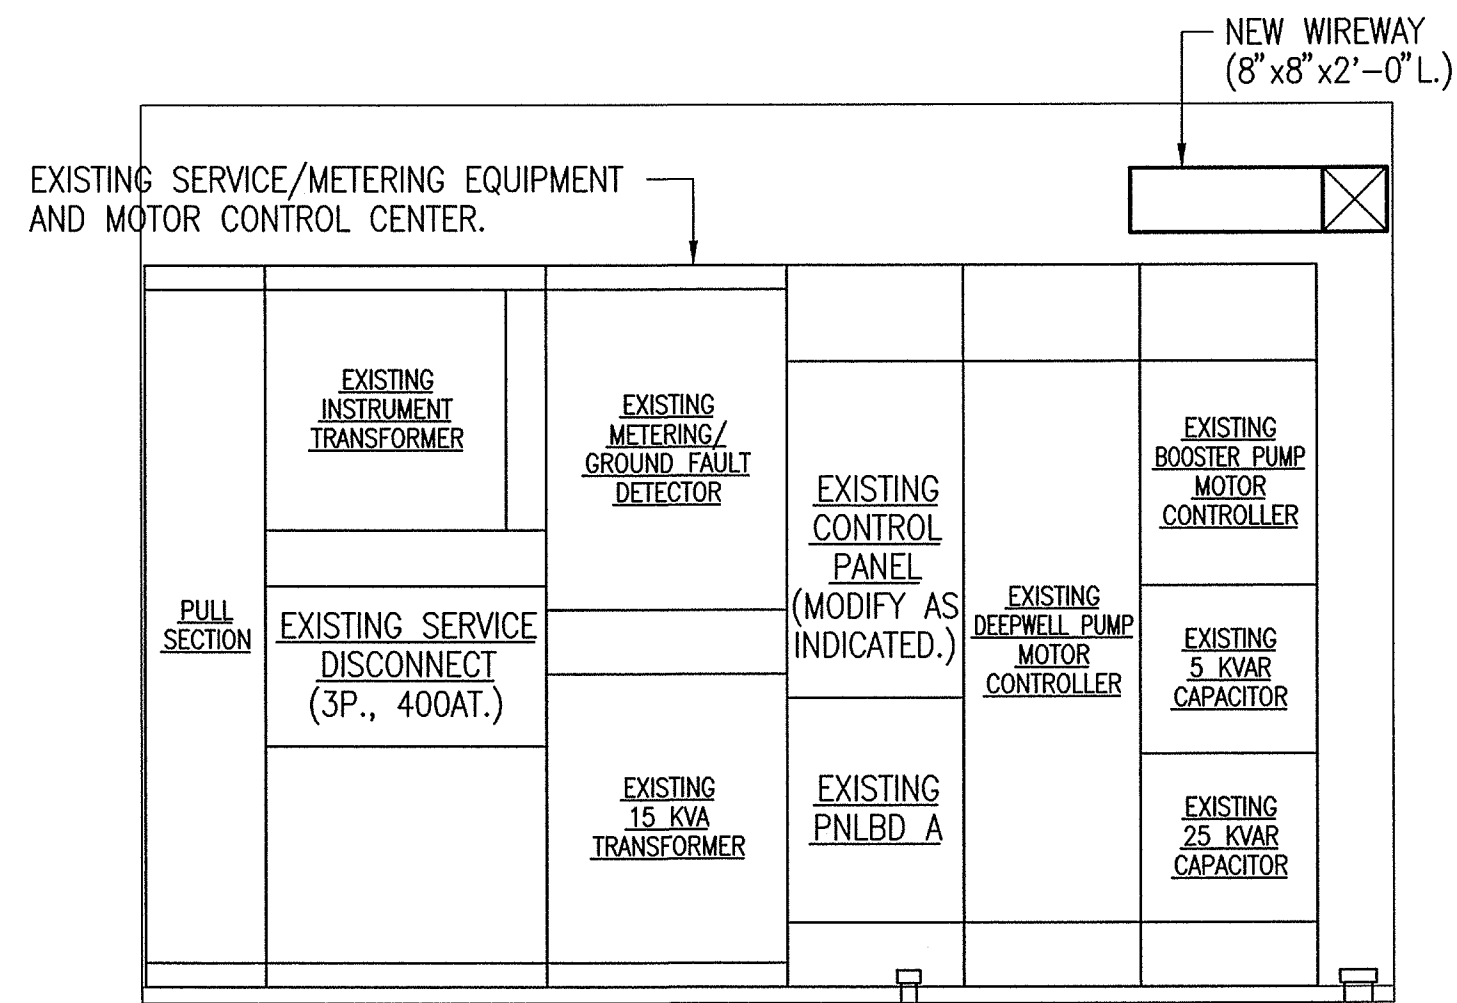 NEW WIREWAY
(8"x8"x2'-0"L.)
EXISTING SERVICE/METERING EQUIPMENT
AND MOTOR CONTROL CENTER.
PULL
SECTION
EXISTING
INSTRUMENT
TRANSFORMER
EXISTING SERVICE
DISCONNECT
(3P., 400AT.)
EXISTING
METERING/
GROUND FAULT
DETECTOR
EXISTING
15 KVA
TRANSFORMER
EXISTING
CONTROL
PANEL
(MODIFY AS
INDICATED.)
EXISTING
PNLBD A
EXISTING
DEEPWELL PUMP
MOTOR
CONTROLLER
EXISTING
BOOSTER PUMP
MOTOR
CONTROLLER
EXISTING
5 KVAR
CAPACITOR
EXISTING
25 KVAR
CAPACITOR